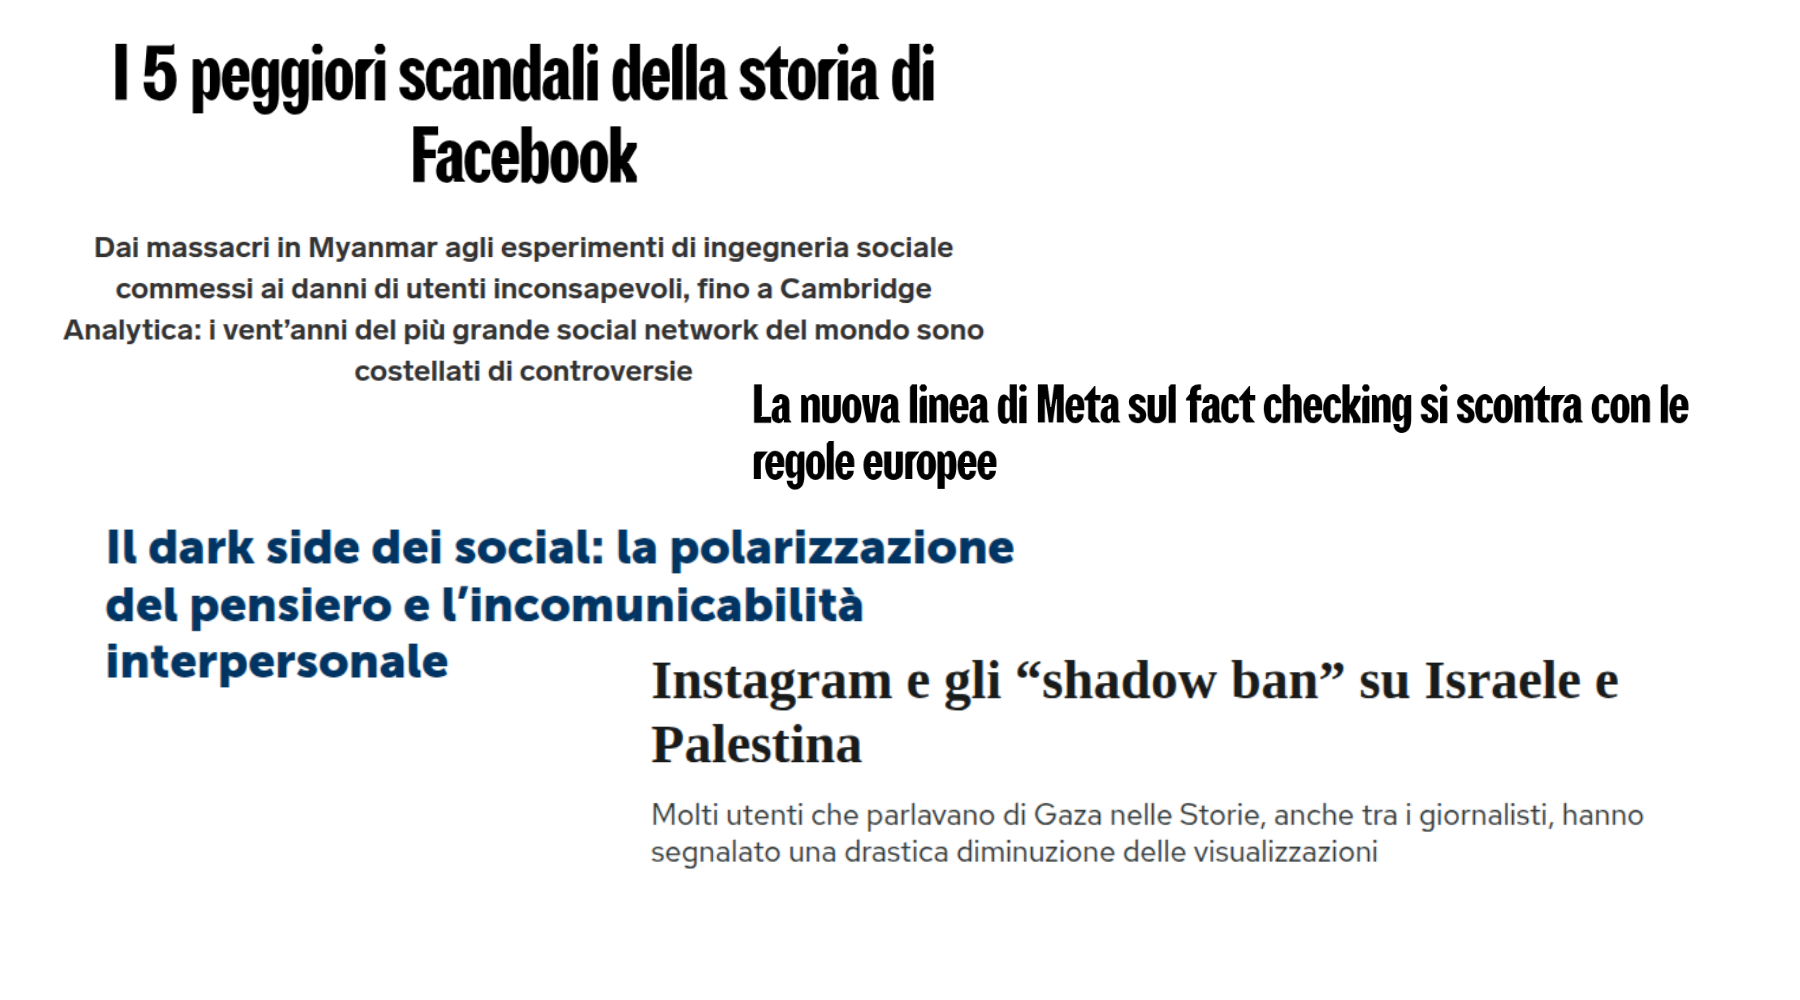 I 5 peggiori scandali della storia di
Facebook
Dai massacri in Myanmar agli esperimenti di ingegneria sociale
commessi ai danni di utenti inconsapevoli, fino a Cambridge
Analytica: i vent’anni del più grande social network del mondo sono
costellati di controversie
La nuova linea di Meta sul fact checking si scontra con le
regole europee
Il dark side dei social: la polarizzazione
del pensiero e l’incomunicabilità
interpersonale
Instagram e gli “shadow ban” su Israele e
Palestina
Molti utenti che parlavano di Gaza nelle Storie, anche tra i giornalisti, hanno
segnalato una drastica diminuzione delle visualizzazioni